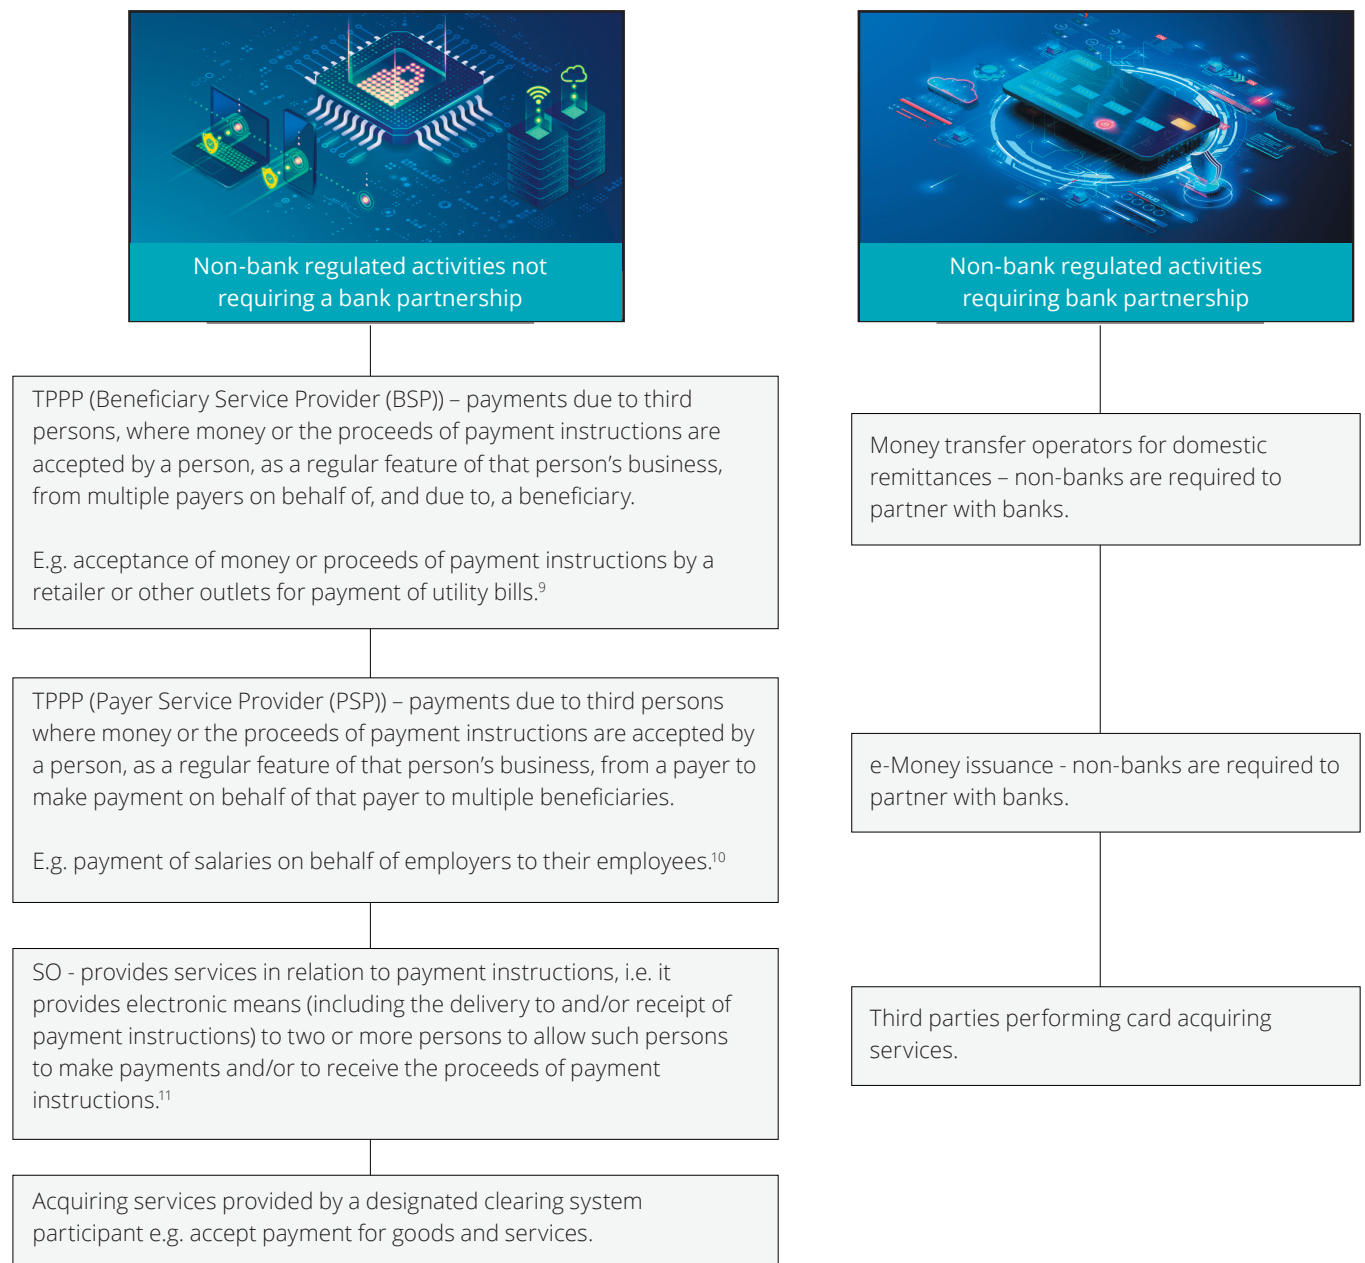 Non-bank regulated activities not
requiring a bank partnership
TPPP (Beneficiary Service Provider (BSP)) – payments due to third
persons, where money or the proceeds of payment instructions are
accepted by a person, as a regular feature of that person’s business,
from multiple payers on behalf of, and due to, a beneficiary.
E.g. acceptance of money or proceeds of payment instructions by a
retailer or other outlets for payment of utility bills.⁹
TPPP (Payer Service Provider (PSP)) – payments due to third persons
where money or the proceeds of payment instructions are accepted by
a person, as a regular feature of that person’s business, from a payer to
make payment on behalf of that payer to multiple beneficiaries.
E.g. payment of salaries on behalf of employers to their employees.¹⁰
SO - provides services in relation to payment instructions, i.e. it
provides electronic means (including the delivery to and/or receipt of
payment instructions) to two or more persons to allow such persons
to make payments and/or to receive the proceeds of payment
instructions.¹¹
Acquiring services provided by a designated clearing system
participant e.g. accept payment for goods and services.
Non-bank regulated activities
requiring bank partnership
Money transfer operators for domestic
remittances – non-banks are required to
partner with banks.
e-Money issuance - non-banks are required to
partner with banks.
Third parties performing card acquiring
services.